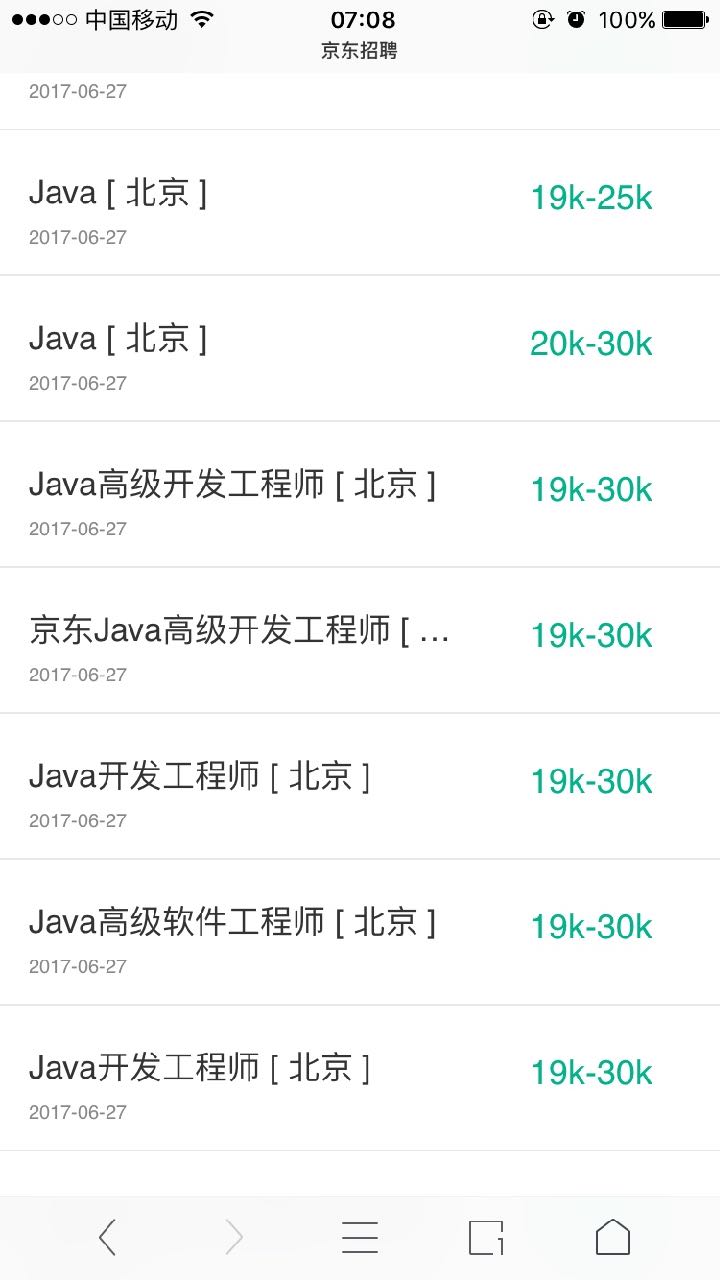 中国移动 07:08 100%
京东招聘
2017-06-27
Java [ 北京 ] 19k-25k
2017-06-27
Java [ 北京 ] 20k-30k
2017-06-27
Java高级开发工程师 [ 北京 ] 19k-30k
2017-06-27
京东Java高级开发工程师 [ ... 19k-30k
2017-06-27
Java开发工程师 [ 北京 ] 19k-30k
2017-06-27
Java高级软件工程师 [ 北京 ] 19k-30k
2017-06-27
Java开发工程师 [ 北京 ] 19k-30k
2017-06-27
1